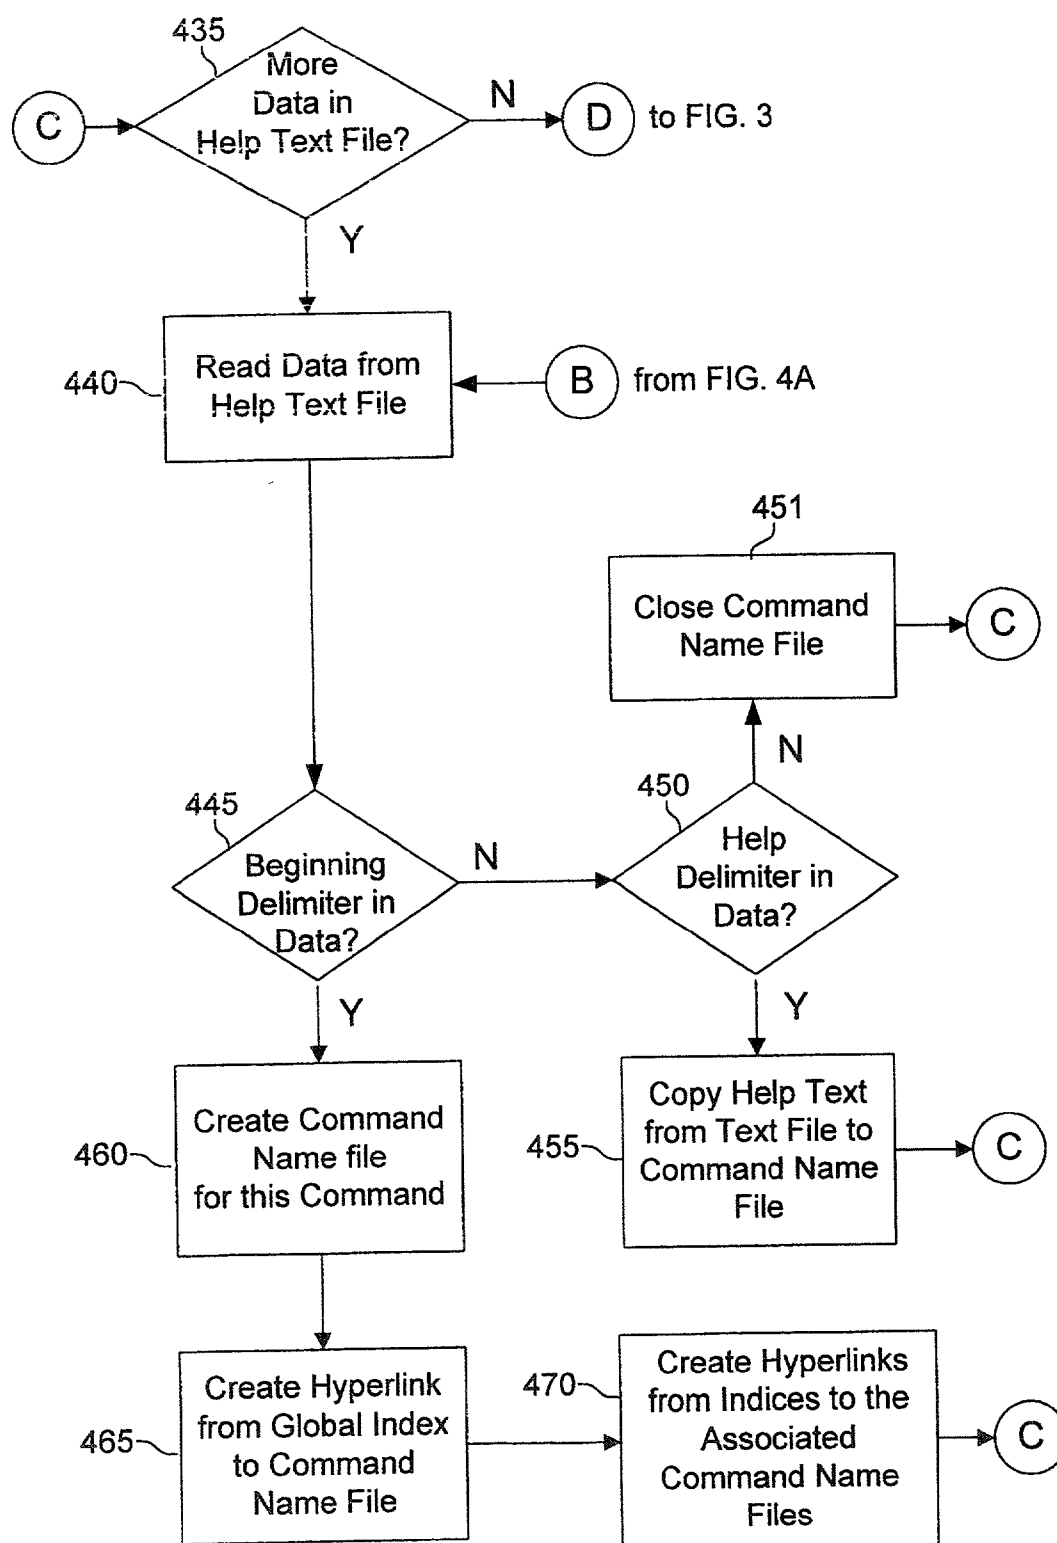 435
More
Data in
Help Text File?
C
N
D
to FIG. 3
Y
440
Read Data from
Help Text File
B
from FIG. 4A
451
Close Command
Name File
C
N
445
Beginning
Delimiter in
Data?
N
450
Help
Delimiter in
Data?
Y
Y
460
Create Command
Name file
for this Command
455
Copy Help Text
from Text File to
Command Name
File
C
465
Create Hyperlink
from Global Index
to Command
Name File
470
Create Hyperlinks
from Indices to the
Associated
Command Name
Files
C